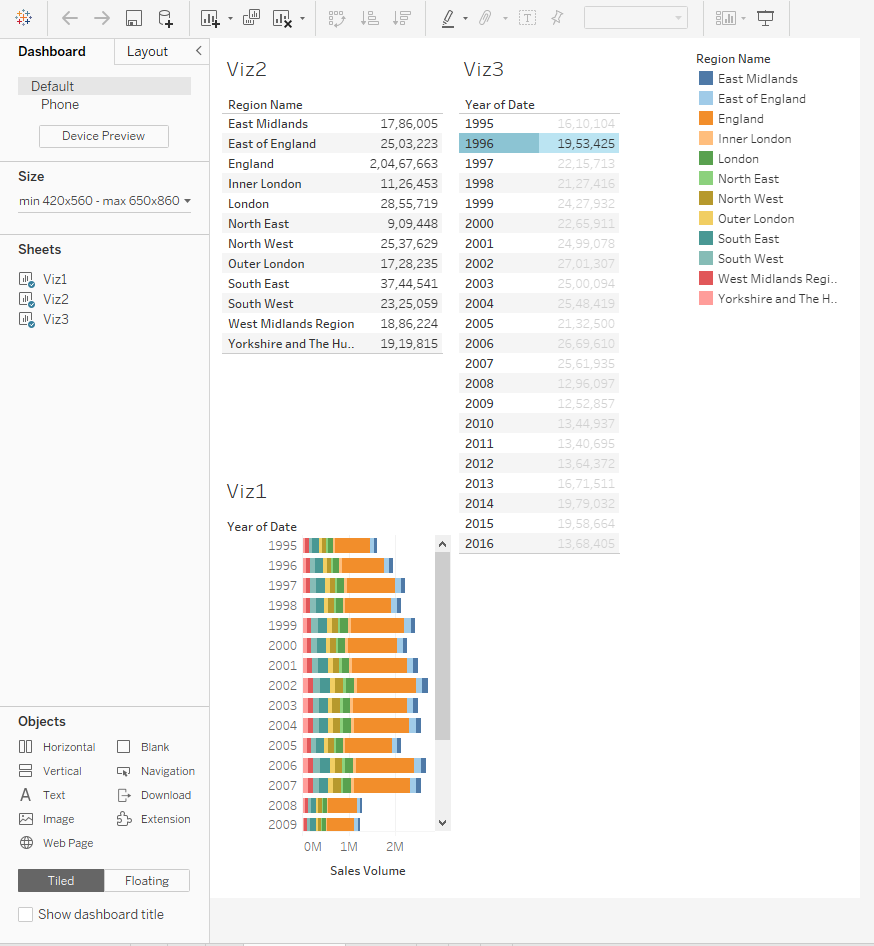 T
Dashboard
Layout
Default
Phone
Device Preview
Size
min 420x560 - max 650x860
Sheets
Viz1
Viz2
Viz3
Objects
Horizontal
Blank
Vertical
Navigation
A Text
Download
Image
Extension
Web Page
Tiled
Floating
Show dashboard title
Viz2
Region Name
East Midlands 17,86,005
East of England 25,03,223
England 2,04,67,663
Inner London 11,26,453
London 28,55,719
North East 9,09,448
North West 25,37,629
Outer London 17,28,235
South East 37,44,541
South West 23,25,059
West Midlands Region 18,86,224
Yorkshire and The Hu.. 19,19,815
Viz3
Year of Date
1995 16,10,104
1996 19,53,425
1997 22,15,713
1998 21,27,416
1999 24,27,932
2000 22,65,911
2001 24,99,078
2002 27,01,307
2003 25,00,094
2004 25,48,419
2005 21,32,500
2006 26,69,610
2007 25,61,935
2008 12,96,097
2009 12,52,857
2010 13,44,937
2011 13,40,695
2012 13,64,372
2013 16,71,511
2014 19,79,032
2015 19,58,664
2016 13,68,405
Viz1
Year of Date
1995
1996
1997
1998
1999
2000
2001
2002
2003
2004
2005
2006
2007
2008
2009
0M 1M 2M
Sales Volume
Region Name
East Midlands
East of England
England
Inner London
London
North East
North West
Outer London
South East
South West
West Midlands Regi..
Yorkshire and The H..